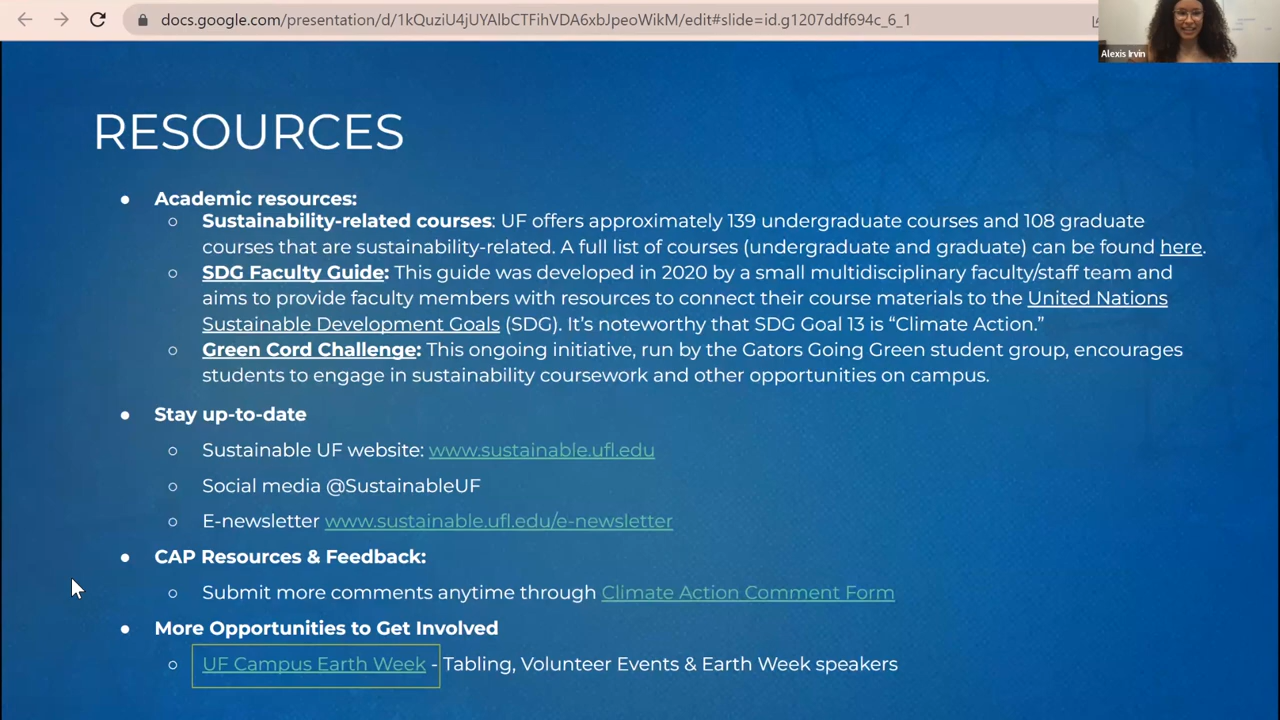 docs.google.com/presentation/d/1kQuziU4jUYAlbCTFihVDA6xbJpeoWikM/edit#slide=id.g1207ddf694c_6_1
Alexis Irvin
RESOURCES
● Academic resources:
○ Sustainability-related courses: UF offers approximately 139 undergraduate courses and 108 graduate
courses that are sustainability-related. A full list of courses (undergraduate and graduate) can be found here.
○ SDG Faculty Guide: This guide was developed in 2020 by a small multidisciplinary faculty/staff team and
aims to provide faculty members with resources to connect their course materials to the United Nations
Sustainable Development Goals (SDG). It’s noteworthy that SDG Goal 13 is “Climate Action.”
○ Green Cord Challenge: This ongoing initiative, run by the Gators Going Green student group, encourages
students to engage in sustainability coursework and other opportunities on campus.
● Stay up-to-date
○ Sustainable UF website: www.sustainable.ufl.edu
○ Social media @SustainableUF
○ E-newsletter www.sustainable.ufl.edu/e-newsletter
● CAP Resources & Feedback:
○ Submit more comments anytime through Climate Action Comment Form
● More Opportunities to Get Involved
○ UF Campus Earth Week - Tabling, Volunteer Events & Earth Week speakers